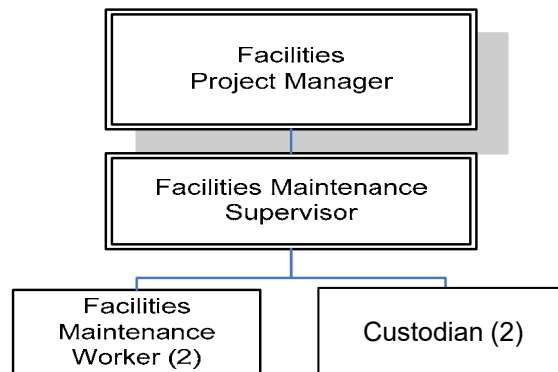 Facilities
Project Manager
Facilities Maintenance
Supervisor
Facilities
Maintenance
Worker (2)
Custodian (2)